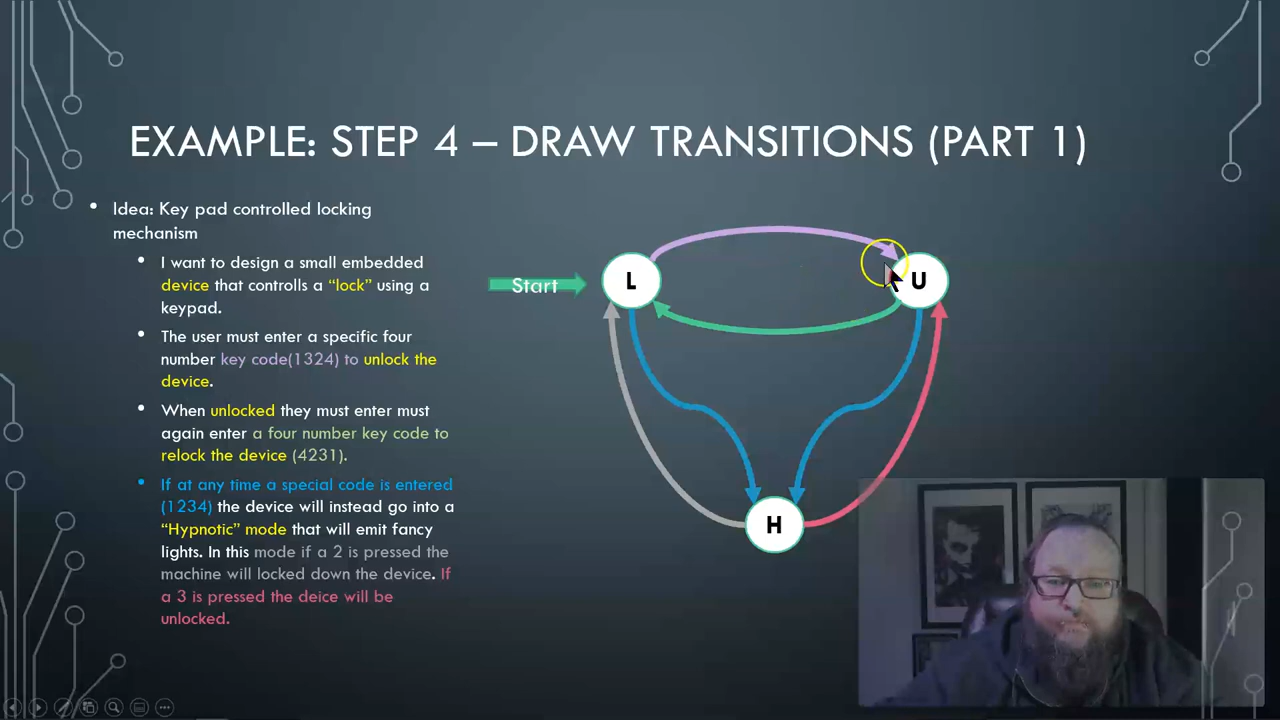 EXAMPLE: STEP 4 – DRAW TRANSITIONS (PART 1)
Idea: Key pad controlled locking
mechanism
I want to design a small embedded
device that controlls a “lock” using a
keypad.
The user must enter a specific four
number key code(1324) to unlock the
device.
When unlocked they must enter must
again enter a four number key code to
relock the device (4231).
If at any time a special code is entered
(1234) the device will instead go into a
“Hypnotic” mode that will emit fancy
lights. In this mode if a 2 is pressed the
machine will locked down the device. If
a 3 is pressed the deice will be
unlocked.
Start
L
U
H